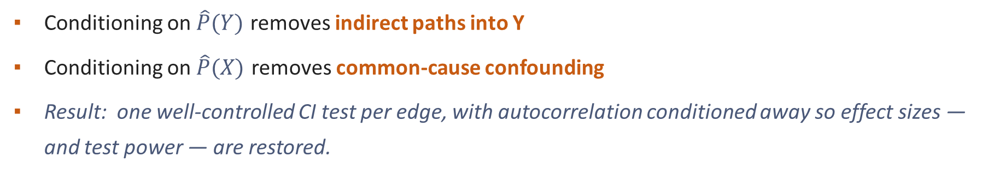 ▪ Conditioning on P̂(Y) removes indirect paths into Y
▪ Conditioning on P̂(X) removes common-cause confounding
▪ Result: one well-controlled CI test per edge, with autocorrelation conditioned away so effect sizes —
and test power — are restored.